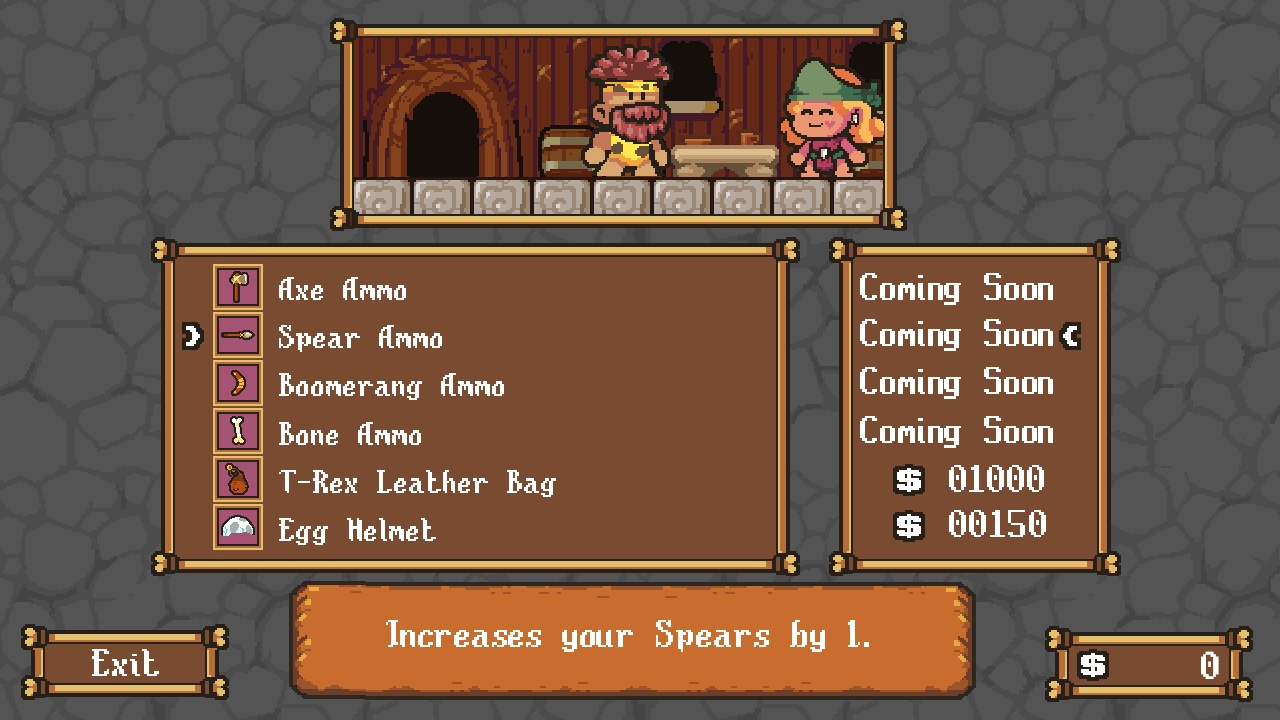 Axe Ammo Coming Soon
Spear Ammo Coming Soon
Boomerang Ammo Coming Soon
Bone Ammo Coming Soon
T-Rex Leather Bag $ 01000
Egg Helmet $ 00150
Increases your Spears by 1.
Exit
$ 0